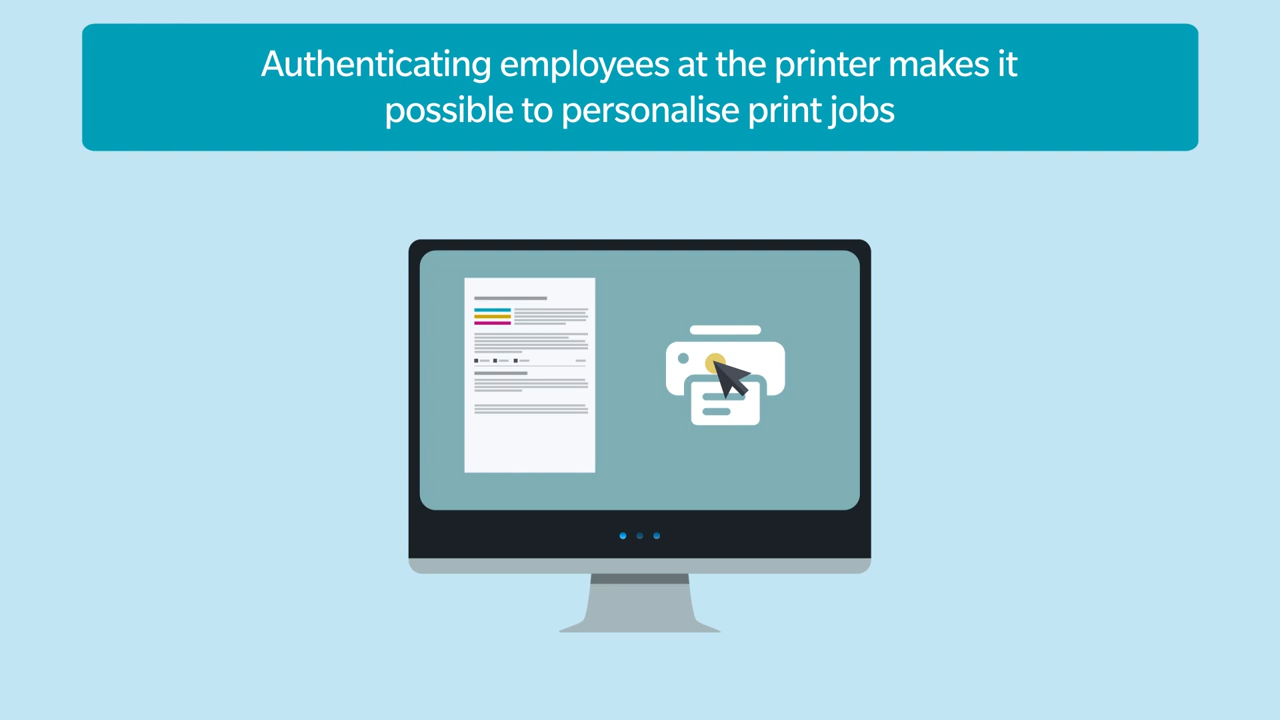 Authenticating employees at the printer makes it
possible to personalise print jobs